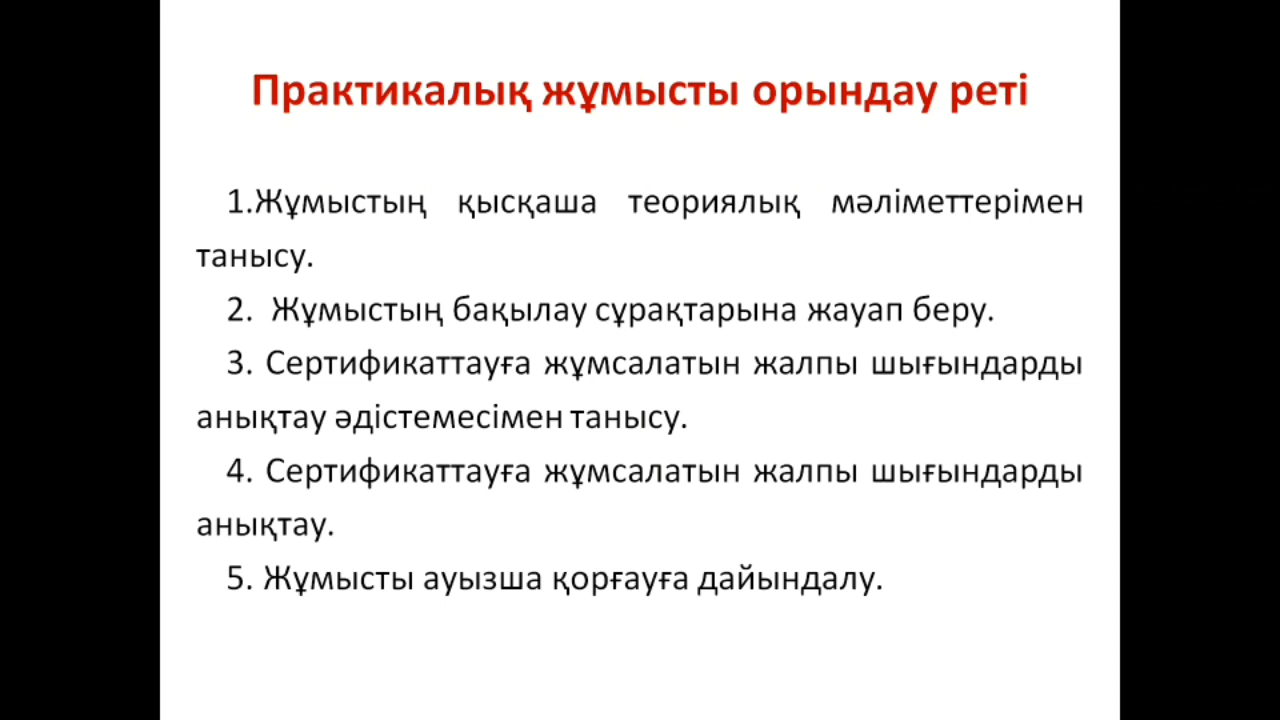 Практикалық жұмысты орындау реті
1.Жұмыстың қысқаша теориялық мәліметтерімен
танысу.
2. Жұмыстың бақылау сұрақтарына жауап беру.
3. Сертификаттауға жұмсалатын жалпы шығындарды
анықтау әдістемесімен танысу.
4. Сертификаттауға жұмсалатын жалпы шығындарды
анықтау.
5. Жұмысты ауызша қорғауға дайындалу.